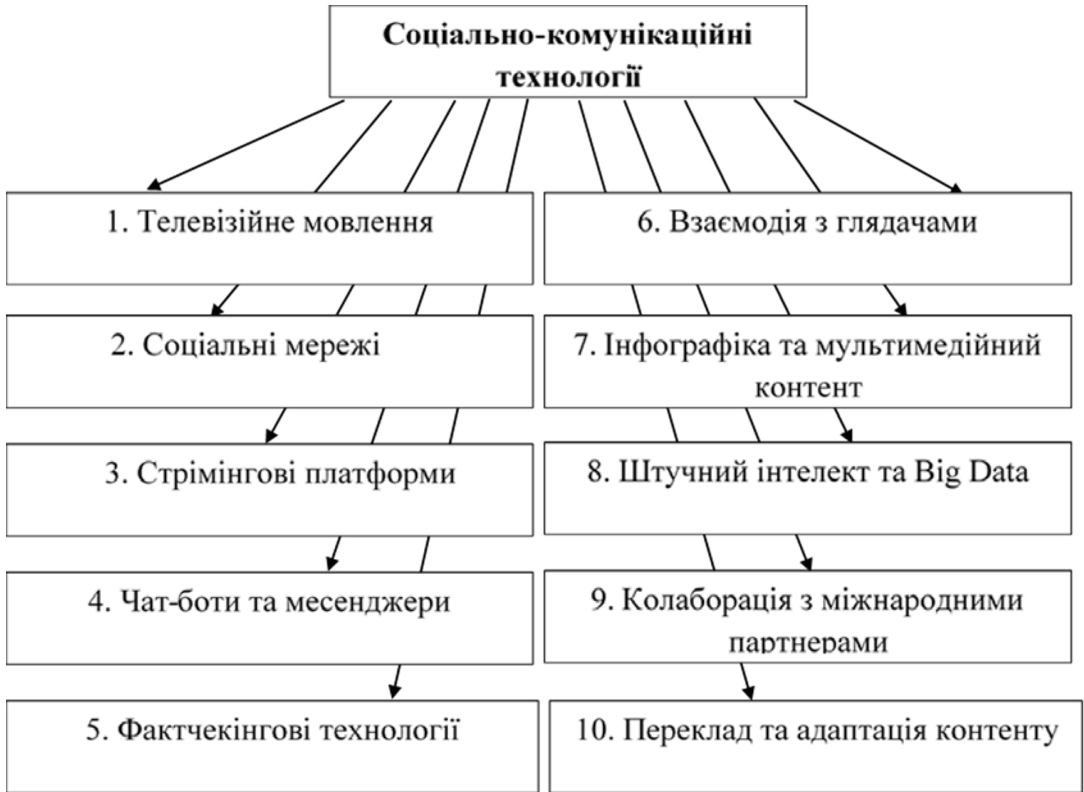 Соціально-комунікаційні
технології
1. Телевізійне мовлення
2. Соціальні мережі
3. Стрімінгові платформи
4. Чат-боти та месенджери
5. Фактчекінгові технології
6. Взаємодія з глядачами
7. Інфографіка та мультимедійний
контент
8. Штучний інтелект та Big Data
9. Колаборація з міжнародними
партнерами
10. Переклад та адаптація контенту